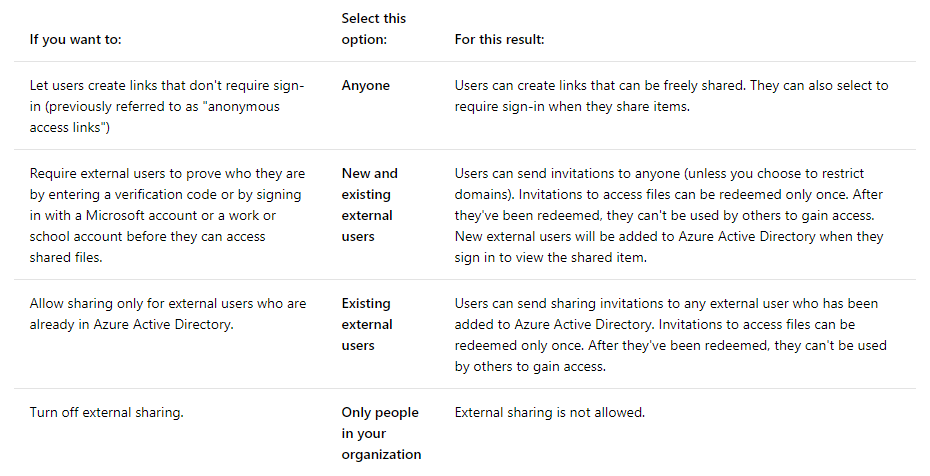 If you want to:
Select this
option:
For this result:
Let users create links that don't require sign-
in (previously referred to as "anonymous
access links")
Anyone
Users can create links that can be freely shared. They can also select to
require sign-in when they share items.
Require external users to prove who they are
by entering a verification code or by signing
in with a Microsoft account or a work or
school account before they can access
shared files.
New and
existing
external
users
Users can send invitations to anyone (unless you choose to restrict
domains). Invitations to access files can be redeemed only once. After
they've been redeemed, they can't be used by others to gain access.
New external users will be added to Azure Active Directory when they
sign in to view the shared item.
Allow sharing only for external users who are
already in Azure Active Directory.
Existing
external
users
Users can send sharing invitations to any external user who has been
added to Azure Active Directory. Invitations to access files can be
redeemed only once. After they've been redeemed, they can't be used
by others to gain access.
Turn off external sharing.
Only people
in your
organization
External sharing is not allowed.